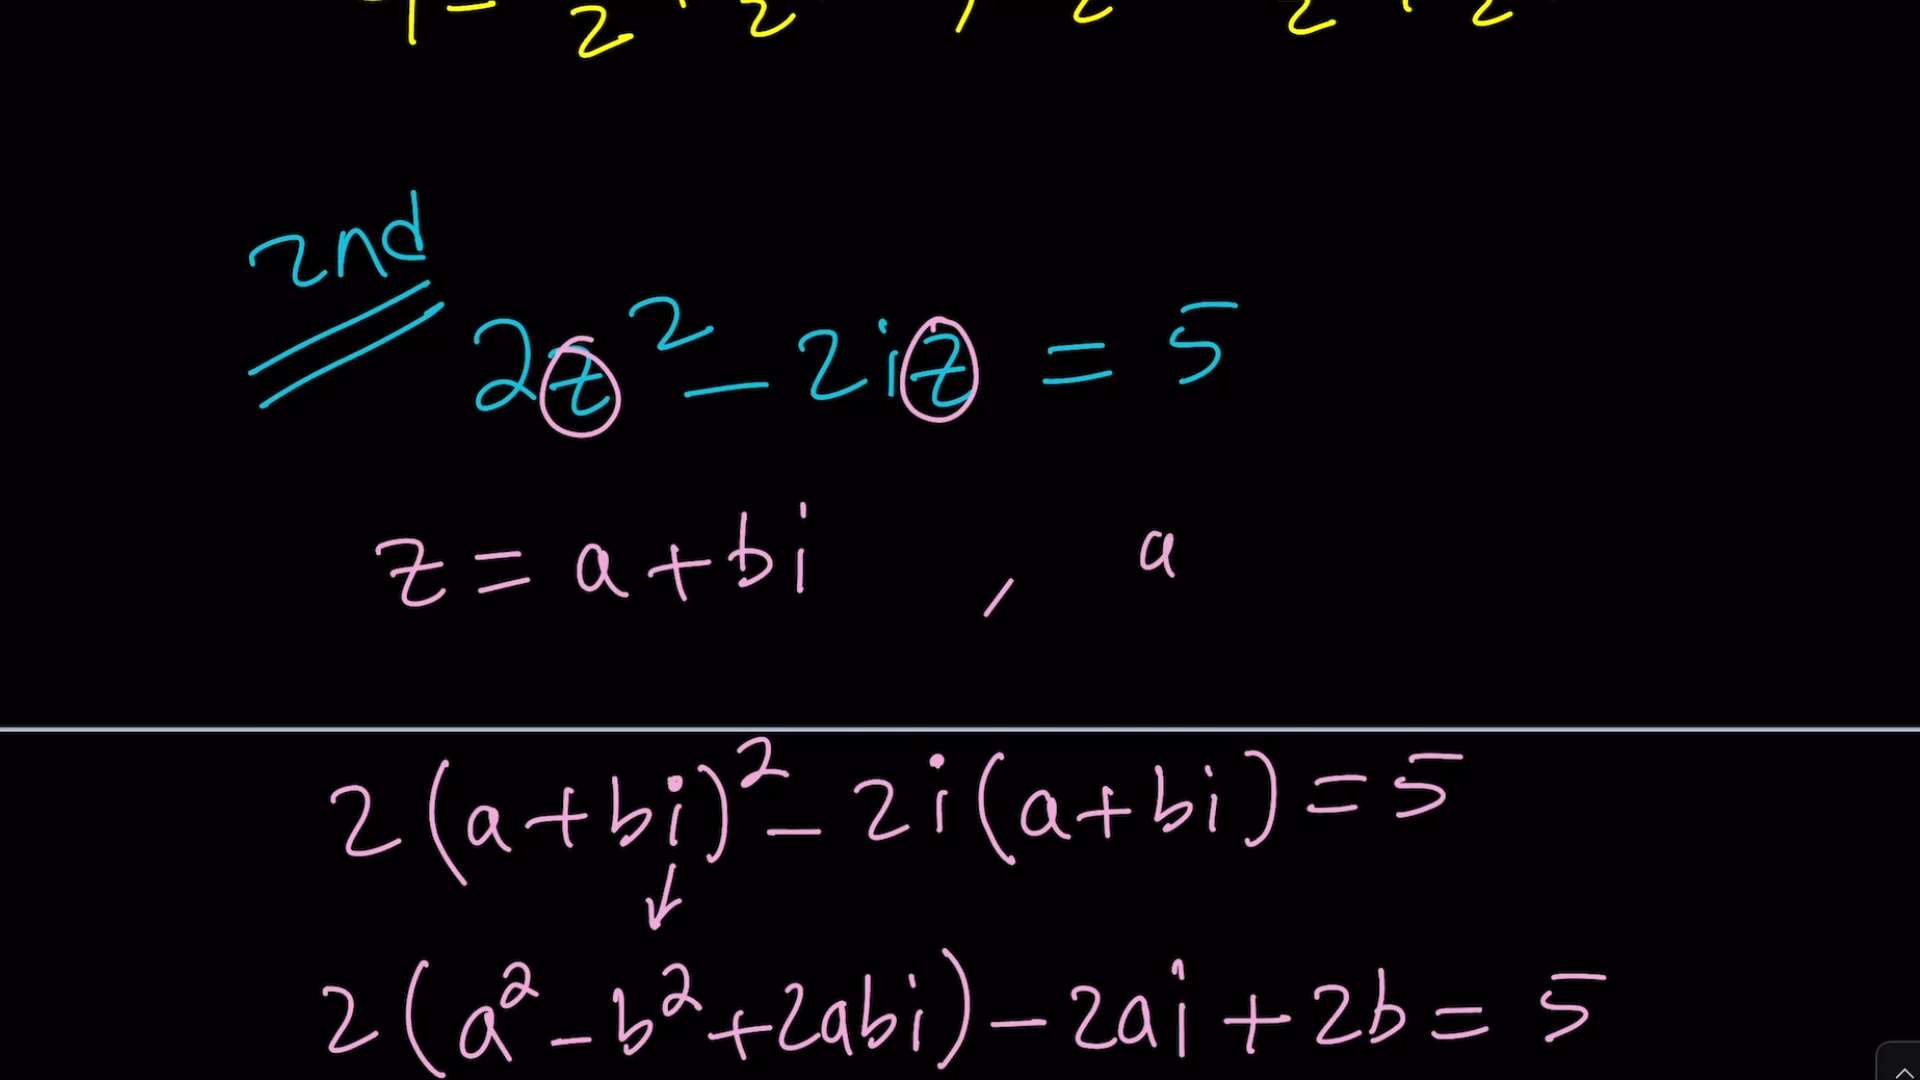 2nd
2z² - 2iz = 5
z = a + bi , a
2(a+bi)² - 2i(a+bi) = 5
2(a² - b² + 2abi) - 2ai + 2b = 5